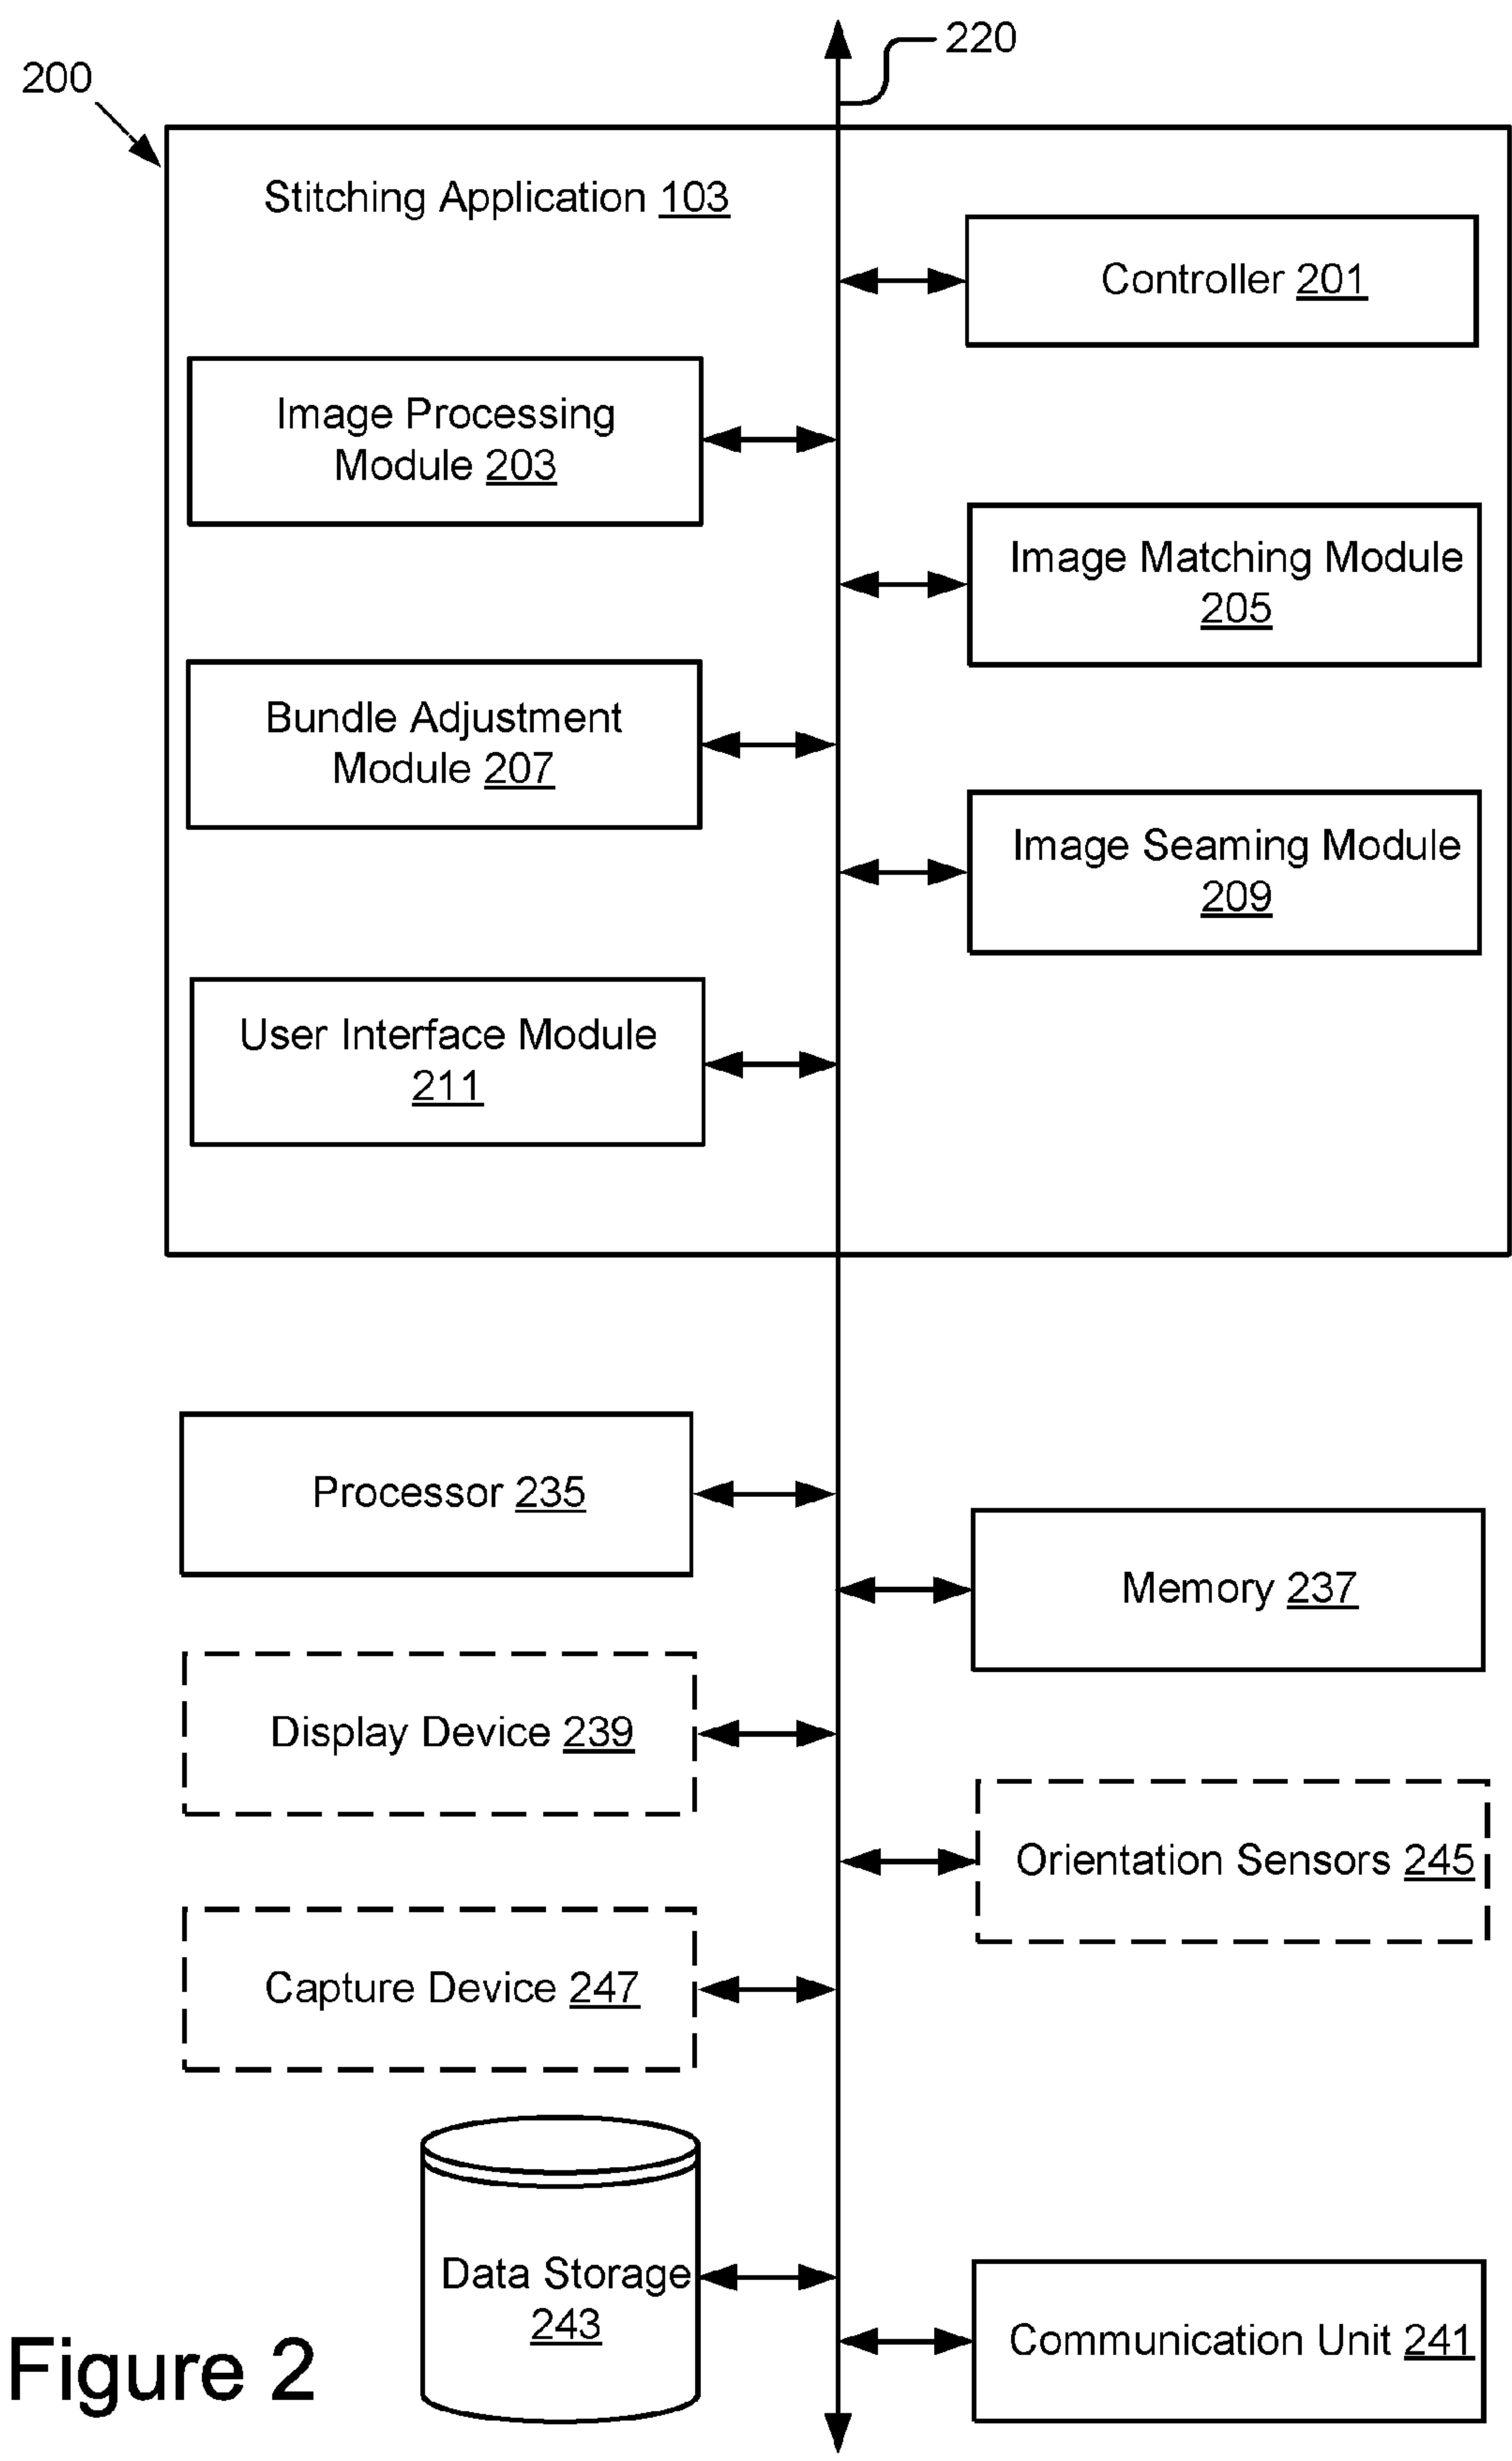 220
200
Stitching Application 103
Controller 201
Image Processing
Module 203
Image Matching Module
205
Bundle Adjustment
Module 207
Image Seaming Module
209
User Interface Module
211
Processor 235
Memory 237
Display Device 239
Orientation Sensors 245
Capture Device 247
Data Storage
243
Communication Unit 241
Figure 2